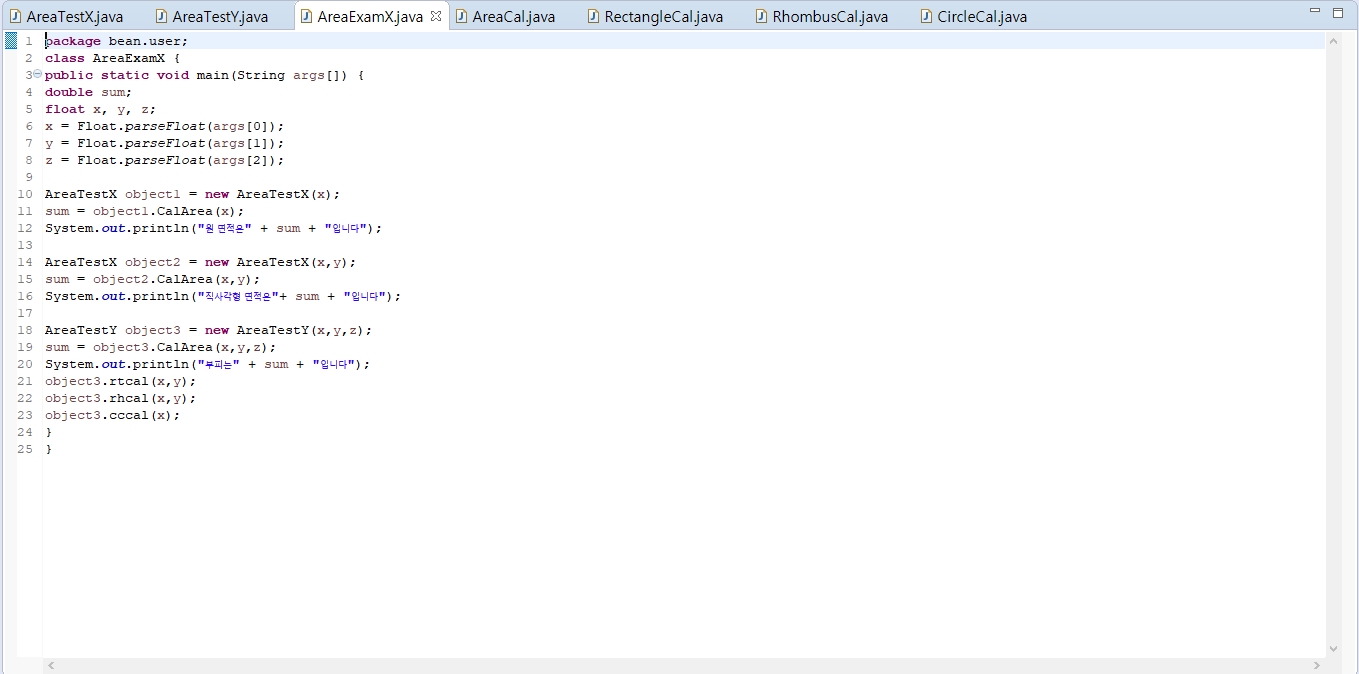 AreaTestX.java AreaTestY.java AreaExamX.java AreaCal.java RectangleCal.java RhombusCal.java CircleCal.java
1 package bean.user;
2 class AreaExamX {
3 public static void main(String args[]) {
4 double sum;
5 float x, y, z;
6 x = Float.parseFloat(args[0]);
7 y = Float.parseFloat(args[1]);
8 z = Float.parseFloat(args[2]);
9
10 AreaTestX object1 = new AreaTestX(x);
11 sum = object1.CalArea(x);
12 System.out.println("원 면적은" + sum + "입니다");
13
14 AreaTestX object2 = new AreaTestX(x,y);
15 sum = object2.CalArea(x,y);
16 System.out.println("직사각형 면적은"+ sum + "입니다");
17
18 AreaTestY object3 = new AreaTestY(x,y,z);
19 sum = object3.CalArea(x,y,z);
20 System.out.println("부피는" + sum + "입니다");
21 object3.rtcal(x,y);
22 object3.rhcal(x,y);
23 object3.cccal(x);
24 }
25 }